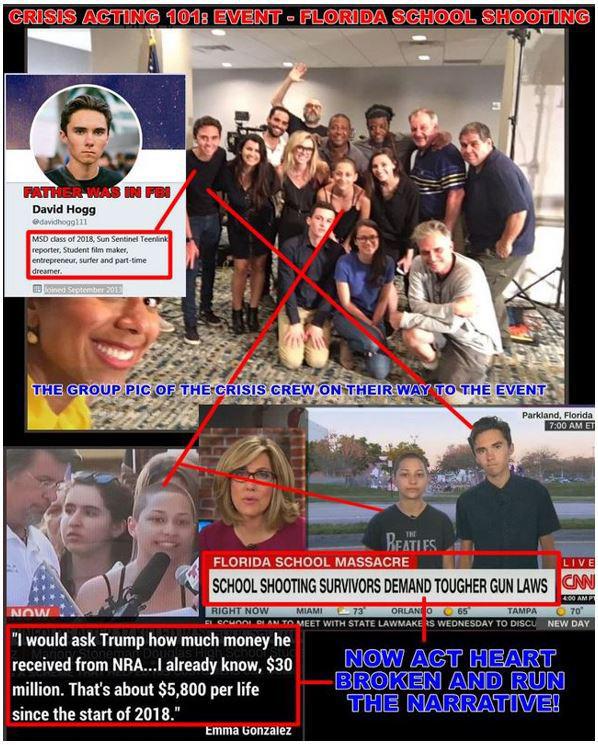 CRISIS ACTING 101: EVENT - FLORIDA SCHOOL SHOOTING
FATHER WAS IN FBI
David Hogg
@davidhogg111
MSD class of 2018, Sun Sentinel Teenlink
reporter, Student film maker,
entrepreneur, surfer and part-time
dreamer.
Joined September 2013
THE GROUP PIC OF THE CRISIS CREW ON THEIR WAY TO THE EVENT
Parkland, Florida
7:00 AM ET
THE
BEATLES
FLORIDA SCHOOL MASSACRE
LIVE
SCHOOL SHOOTING SURVIVORS DEMAND TOUGHER GUN LAWS
CNN
4:00 AM PT
NOW
RIGHT NOW MIAMI 73° ORLANDO 65° TAMPA 70°
FL SCHOOL PLAN TO MEET WITH STATE LAWMAKERS WEDNESDAY TO DISCU
NEW DAY
"I would ask Trump how much money he
received from NRA...I already know, $30
million. That's about $5,800 per life
since the start of 2018."
Emma Gonzalez
NOW ACT HEART
BROKEN AND RUN
THE NARRATIVE!